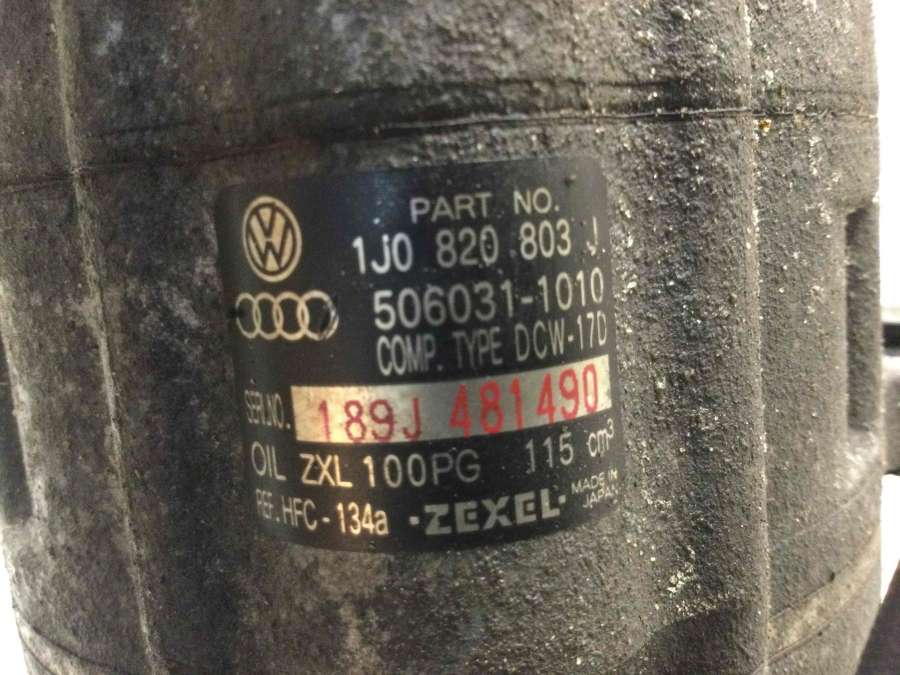 PART NO.
1J0 820 803 J.
506031-1010
COMP. TYPE DCW-17D
SERI.NO. 189J 481490
OIL ZXL 100PG 115 cm³
REF. HFC-134a ·ZEXEL· MADE IN JAPAN